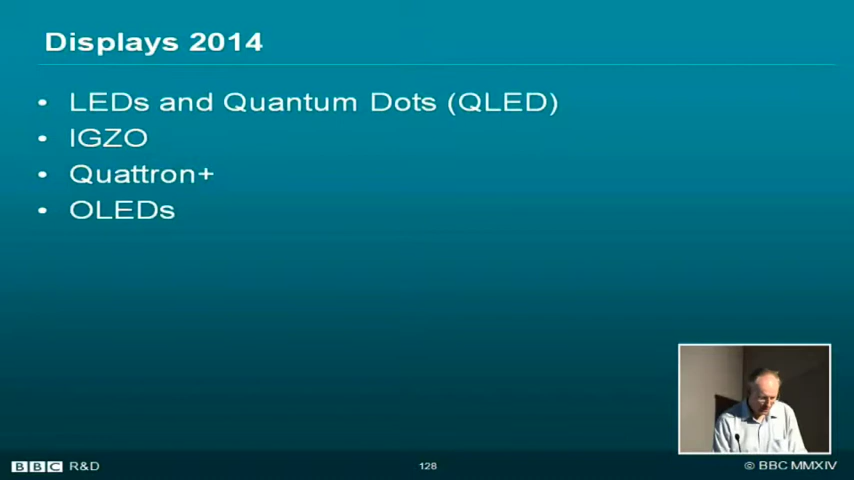 Displays 2014
• LEDs and Quantum Dots (QLED)
• IGZO
• Quattron+
• OLEDs
BBC R&D
128
© BBC MMXIV